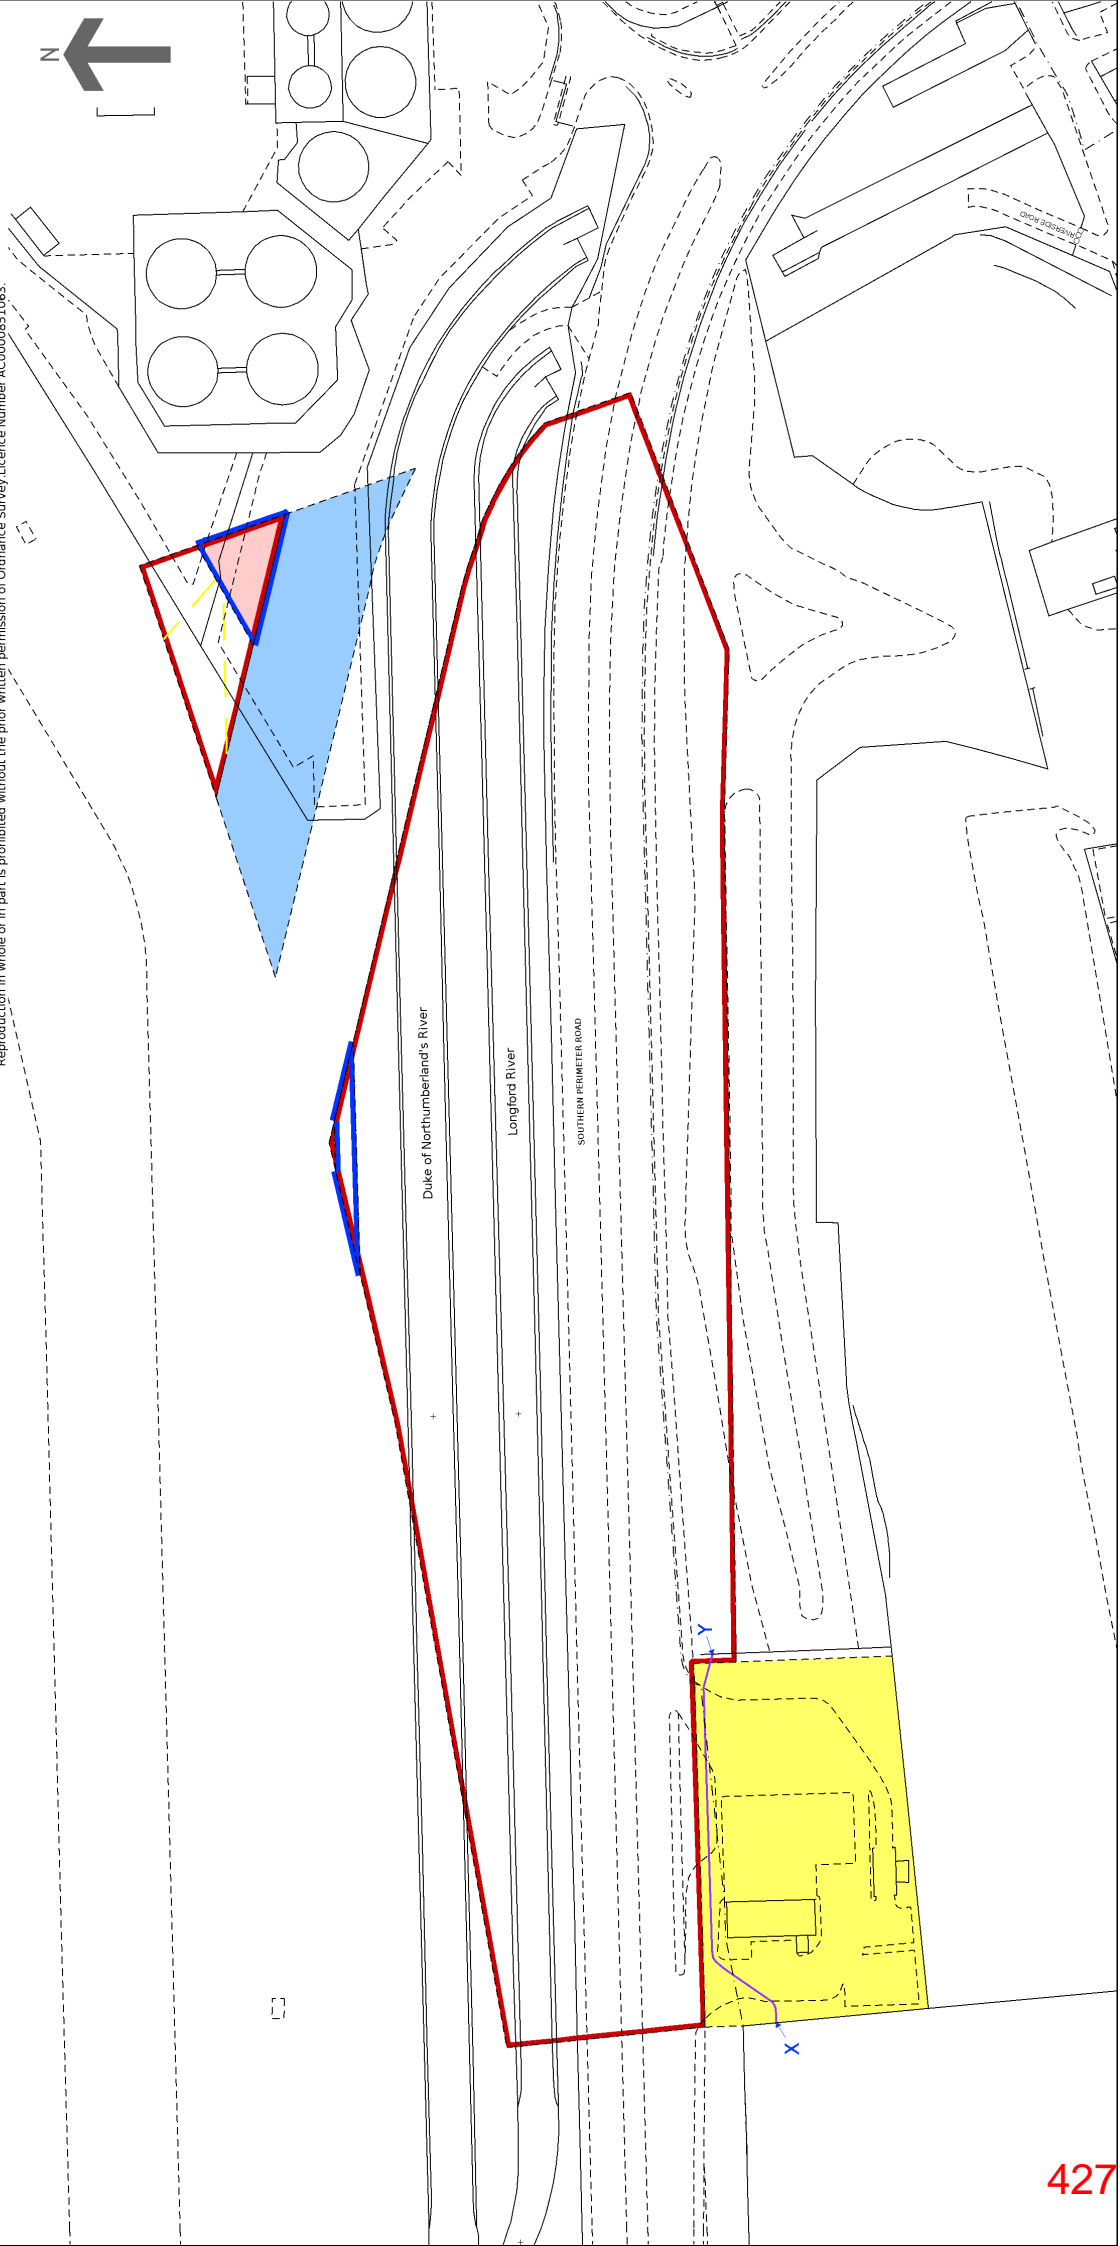 N
Reproduction in whole or in part is prohibited without the prior written permission of Ordnance Survey.Licence Number AC0000851063.
RIVERSIDE ROAD
Duke of Northumberland's River
Longford River
SOUTHERN PERIMETER ROAD
Y
X
427